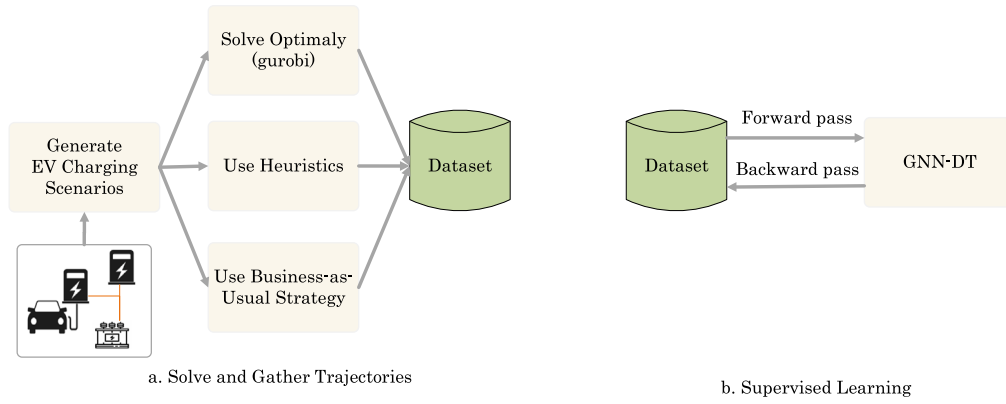 Solve Optimaly
(gurobi)
Generate
EV Charging
Scenarios
Use Heuristics
Use Business-as-
Usual Strategy
Dataset
a. Solve and Gather Trajectories
Dataset
Forward pass
Backward pass
GNN-DT
b. Supervised Learning